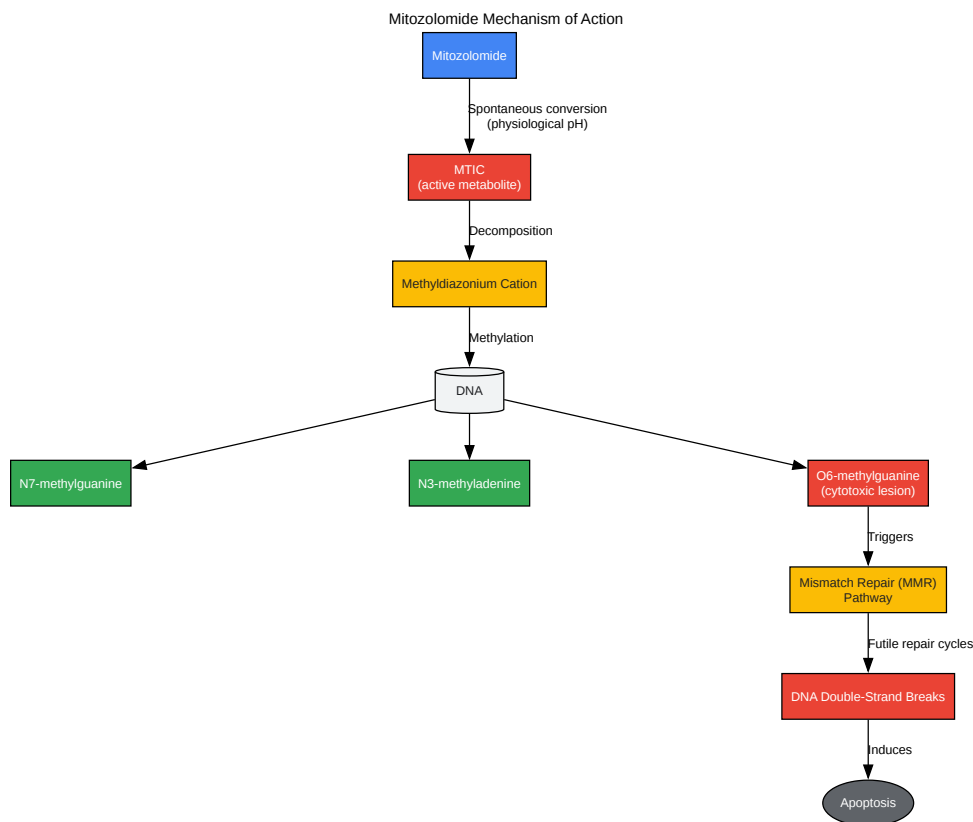 Mitozolomide Mechanism of Action
Mitozolomide
Spontaneous conversion
(physiological pH)
MTIC
(active metabolite)
Decomposition
Methyldiazonium Cation
Methylation
DNA
N7-methylguanine
N3-methyladenine
O6-methylguanine
(cytotoxic lesion)
Triggers
Mismatch Repair (MMR)
Pathway
Futile repair cycles
DNA Double-Strand Breaks
Induces
Apoptosis